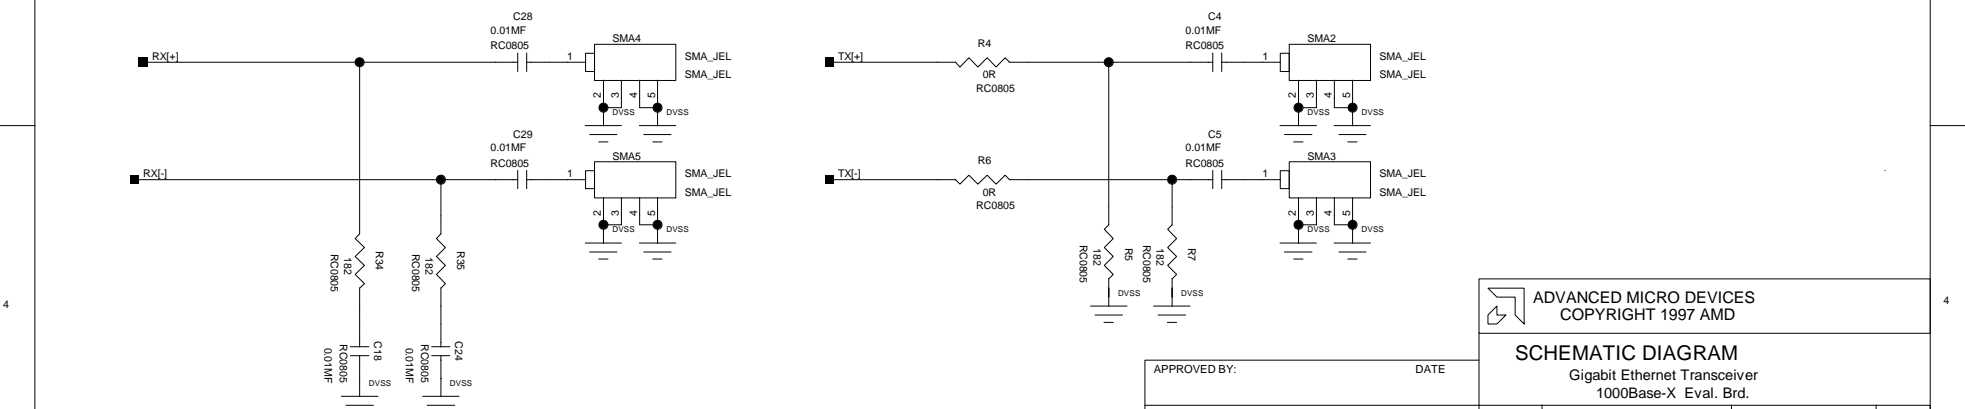 C28
0.01MF
RC0805
RX[+]
1
SMA4
SMA_JEL
SMA_JEL
2
3
4
5
DVSS
DVSS
C29
0.01MF
RC0805
RX[-]
1
SMA5
SMA_JEL
SMA_JEL
2
3
4
5
DVSS
DVSS
R34
182
RC0805
R35
182
RC0805
C18
RC0805
0.01MF
DVSS
C24
RC0805
0.01MF
DVSS
TX[+]
R4
0R
RC0805
C4
0.01MF
RC0805
1
SMA2
SMA_JEL
SMA_JEL
2
3
4
5
DVSS
DVSS
TX[-]
R6
0R
RC0805
C5
0.01MF
RC0805
1
SMA3
SMA_JEL
SMA_JEL
2
3
4
5
DVSS
DVSS
R5
182
RC0805
DVSS
R7
182
RC0805
DVSS
4
4
ADVANCED MICRO DEVICES
COPYRIGHT 1997 AMD
SCHEMATIC DIAGRAM
Gigabit Ethernet Transceiver
1000Base-X Eval. Brd.
APPROVED BY: DATE